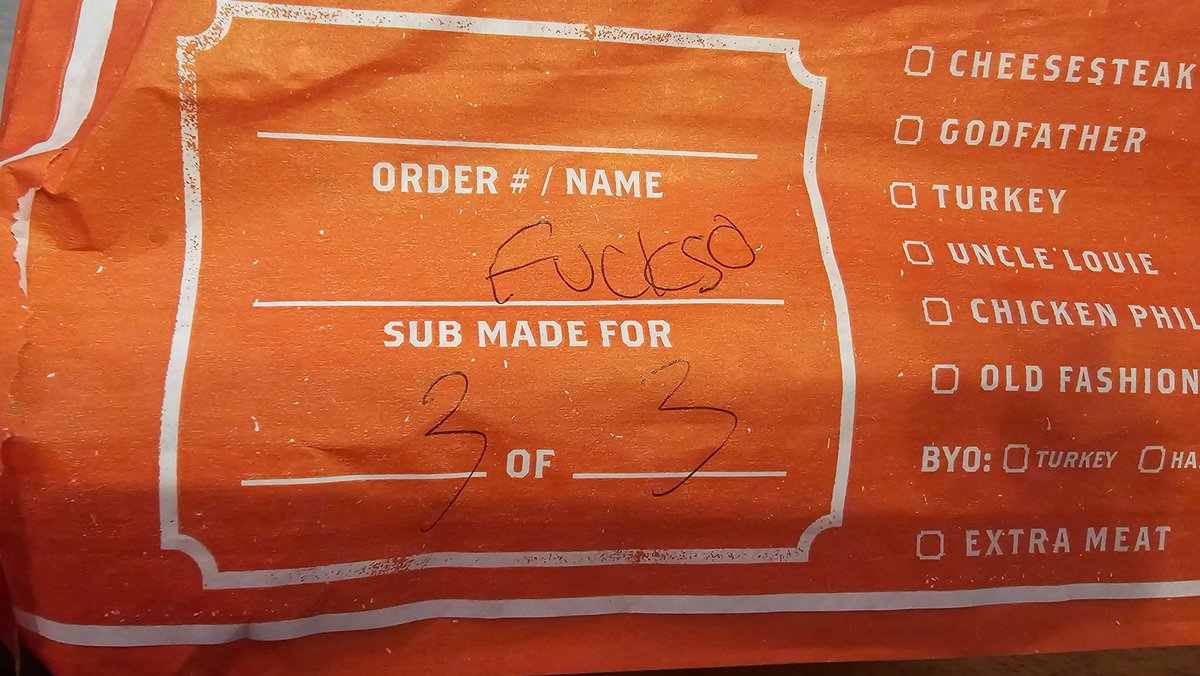 ORDER # / NAME
Fuckso
SUB MADE FOR
3 OF 3
CHEESESTEAK
GODFATHER
TURKEY
UNCLE LOUIE
CHICKEN PHIL
OLD FASHION
BYO: TURKEY HA
EXTRA MEAT